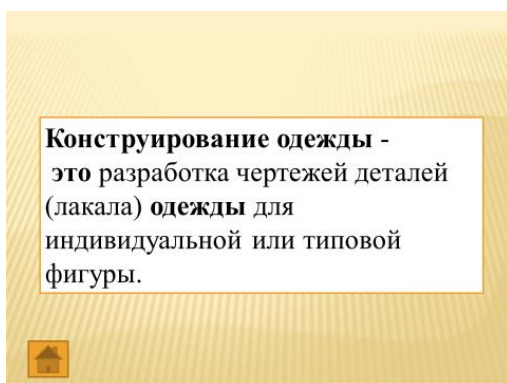 Конструирование одежды -
это разработка чертежей деталей
(лакала) одежды для
индивидуальной или типовой
фигуры.